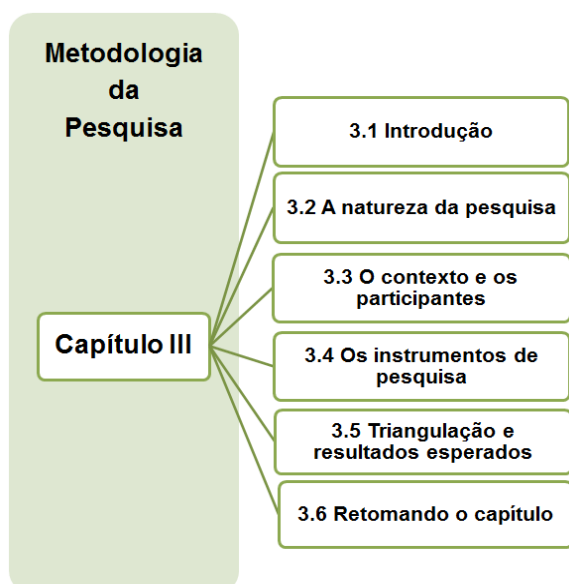 Metodologia
da
Pesquisa
Capítulo III
3.1 Introdução
3.2 A natureza da pesquisa
3.3 O contexto e os
participantes
3.4 Os instrumentos de
pesquisa
3.5 Triangulação e
resultados esperados
3.6 Retomando o capítulo